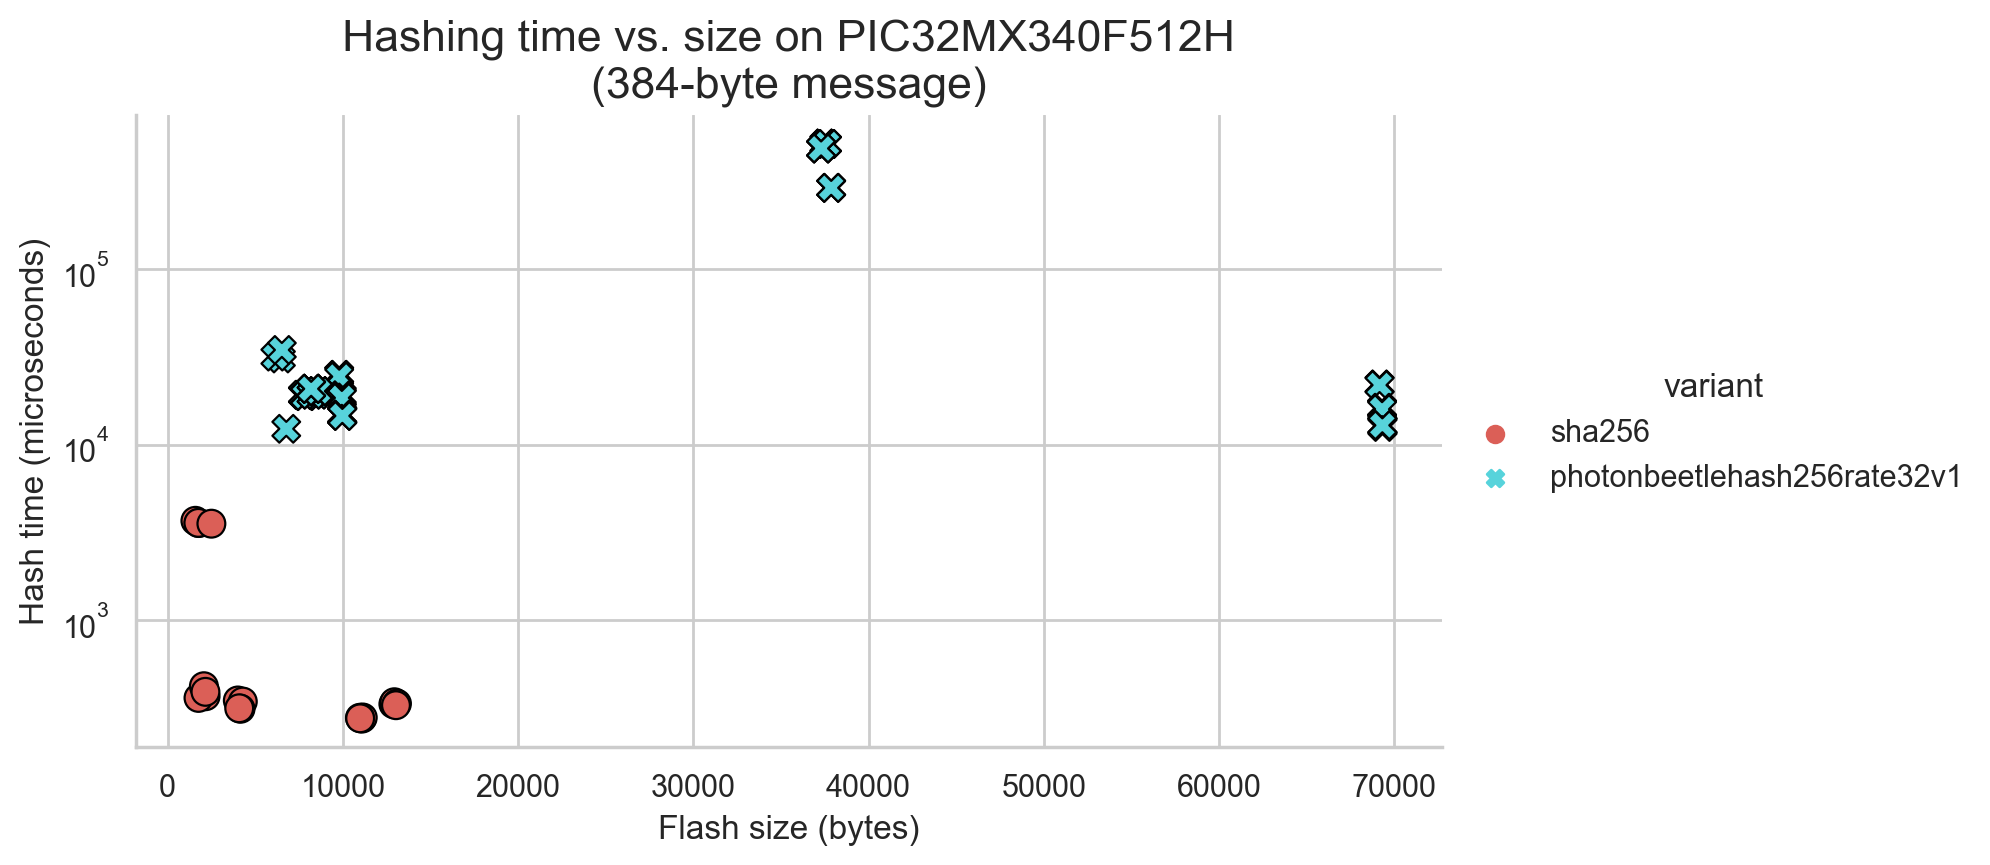 Hashing time vs. size on PIC32MX340F512H
(384-byte message)
Hash time (microseconds)
10^5
10^4
10^3
0 10000 20000 30000 40000 50000 60000 70000
Flash size (bytes)
variant
sha256
photonbeetlehash256rate32v1